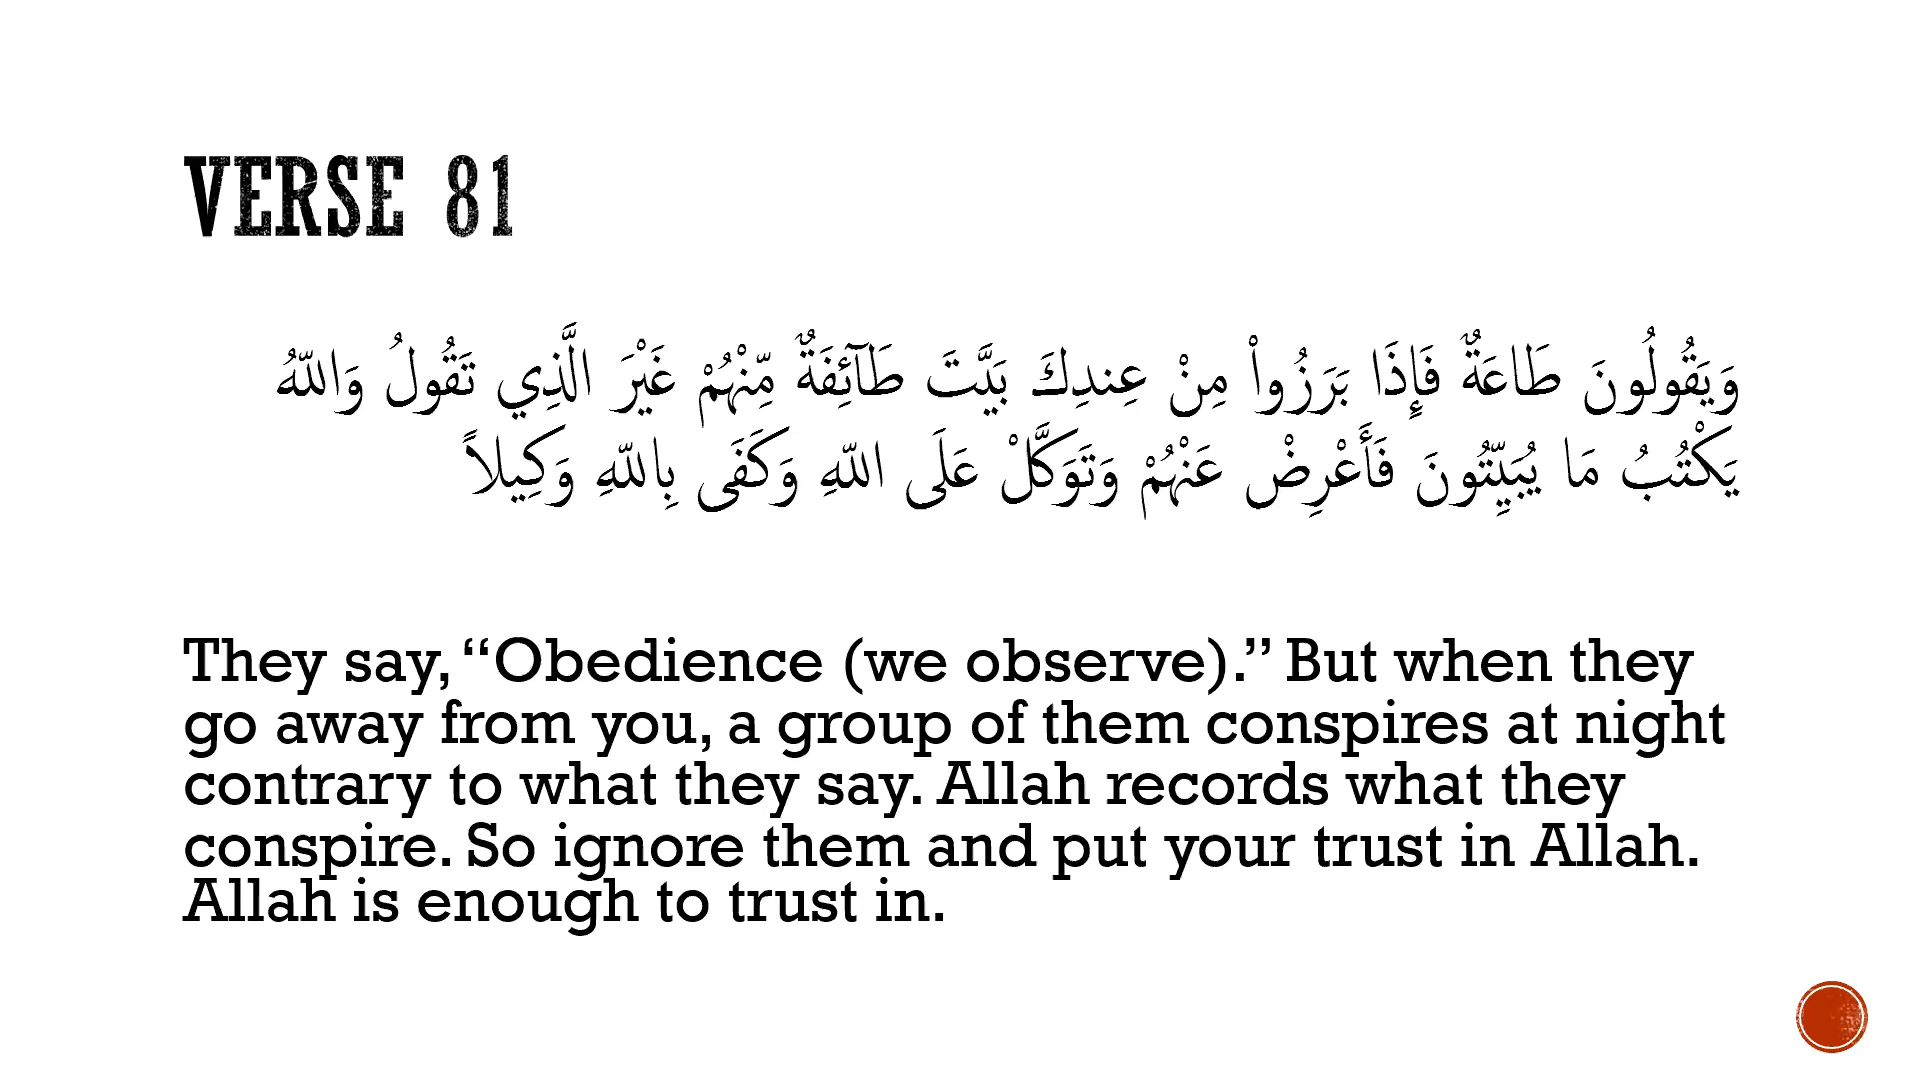 VERSE 81
وَيَقُولُونَ طَاعَةٌ فَإِذَا بَرَزُواْ مِنْ عِندِكَ بَيَّتَ طَآئِفَةٌ مِّنْهُمْ غَيْرَ الَّذِي تَقُولُ وَاللّهُ
يَكْتُبُ مَا يُبَيِّتُونَ فَأَعْرِضْ عَنْهُمْ وَتَوَكَّلْ عَلَى اللّهِ وَكَفَى بِاللّهِ وَكِيلاً
They say, “Obedience (we observe).” But when they
go away from you, a group of them conspires at night
contrary to what they say. Allah records what they
conspire. So ignore them and put your trust in Allah.
Allah is enough to trust in.